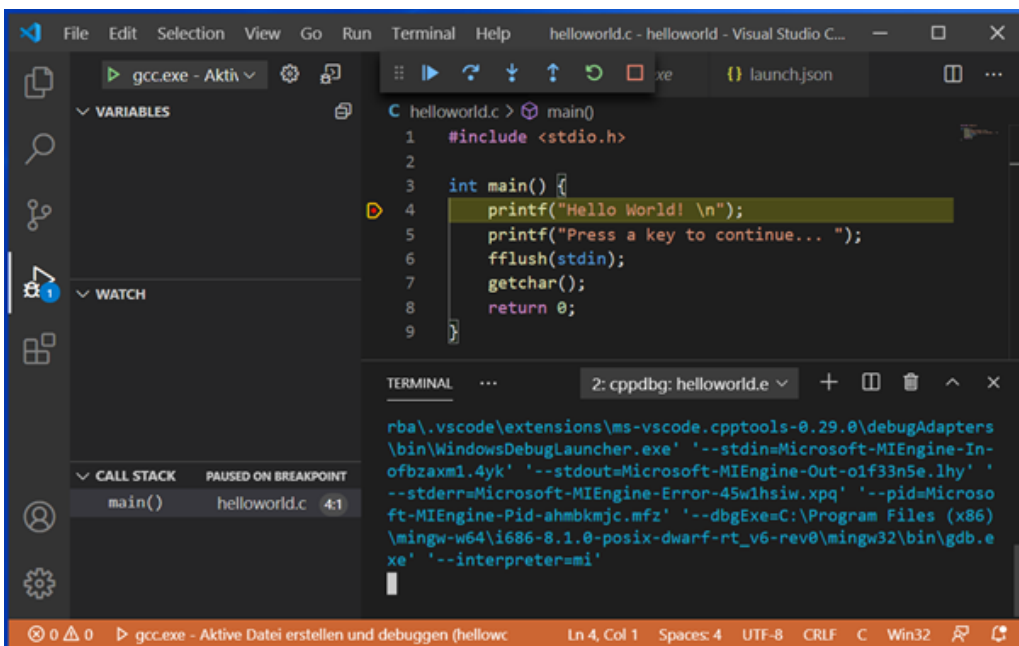 File Edit Selection View Go Run Terminal Help helloworld.c - helloworld - Visual Studio C...
gcc.exe - Aktiv
xe {} launch.json
VARIABLES
WATCH
CALL STACK PAUSED ON BREAKPOINT
main() helloworld.c 4:1
1
C helloworld.c > main()
1 #include <stdio.h>
2
3 int main() {
4 printf("Hello World! \n");
5 printf("Press a key to continue... ");
6 fflush(stdin);
7 getchar();
8 return 0;
9 }
TERMINAL ... 2: cppdbg: helloworld.e
rba\.vscode\extensions\ms-vscode.cpptools-0.29.0\debugAdapters
\bin\WindowsDebugLauncher.exe' '--stdin=Microsoft-MIEngine-In-
ofbzaxm1.4yk' '--stdout=Microsoft-MIEngine-Out-o1f33n5e.lhy' '
--stderr=Microsoft-MIEngine-Error-45w1hsiw.xpq' '--pid=Microso
ft-MIEngine-Pid-ahmbkmjc.mfz' '--dbgExe=C:\Program Files (x86)
\mingw-w64\i686-8.1.0-posix-dwarf-rt_v6-rev0\mingw32\bin\gdb.e
xe' '--interpreter=mi'
0 0 gcc.exe - Aktive Datei erstellen und debuggen (hellowc Ln 4, Col 1 Spaces: 4 UTF-8 CRLF C Win32